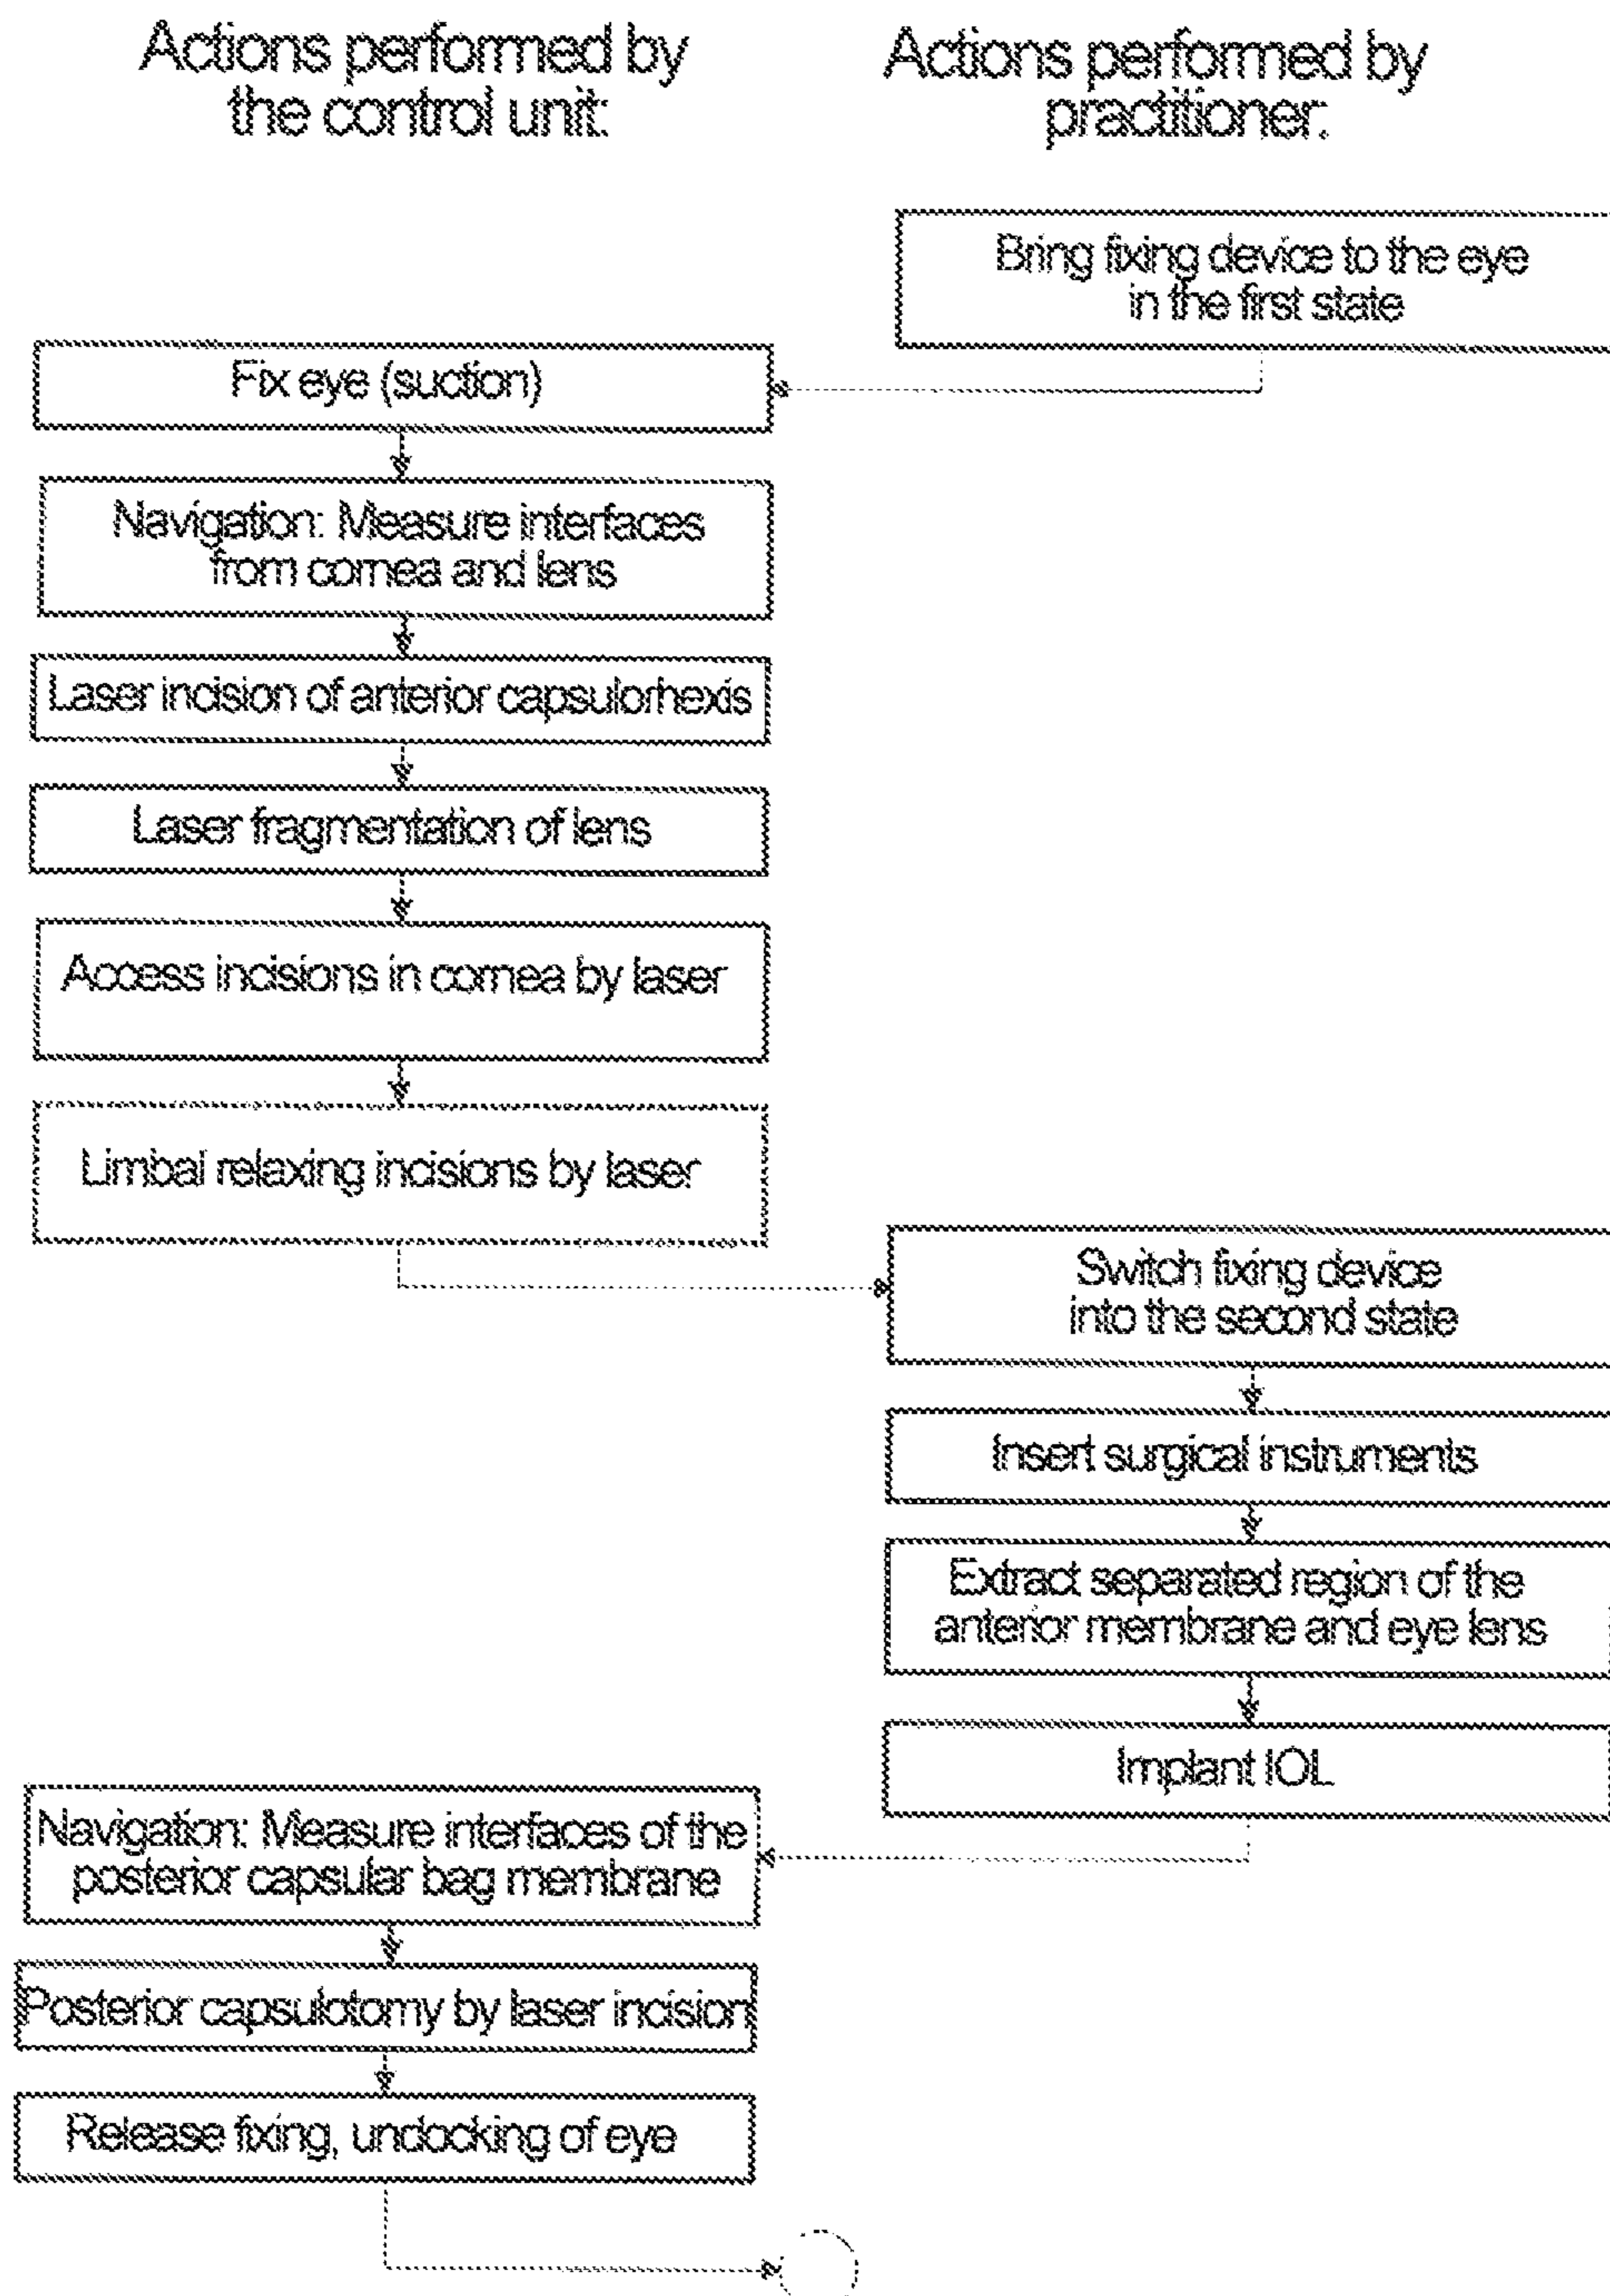 Actions performed by
the control unit:
Actions performed by
practitioner:
Bring fixing device to the eye
in the first state
Fix eye (suction)
Navigation: Measure interfaces
from cornea and lens
Laser incision of anterior capsulorhexis
Laser fragmentation of lens
Access incisions in cornea by laser
Limbal relaxing incisions by laser
Switch fixing device
into the second state
Insert surgical instruments
Extract separated region of the
anterior membrane and eye lens
Implant IOL
Navigation: Measure interfaces of the
posterior capsular bag membrane
Posterior capsulotomy by laser incision
Release fixing, undocking of eye